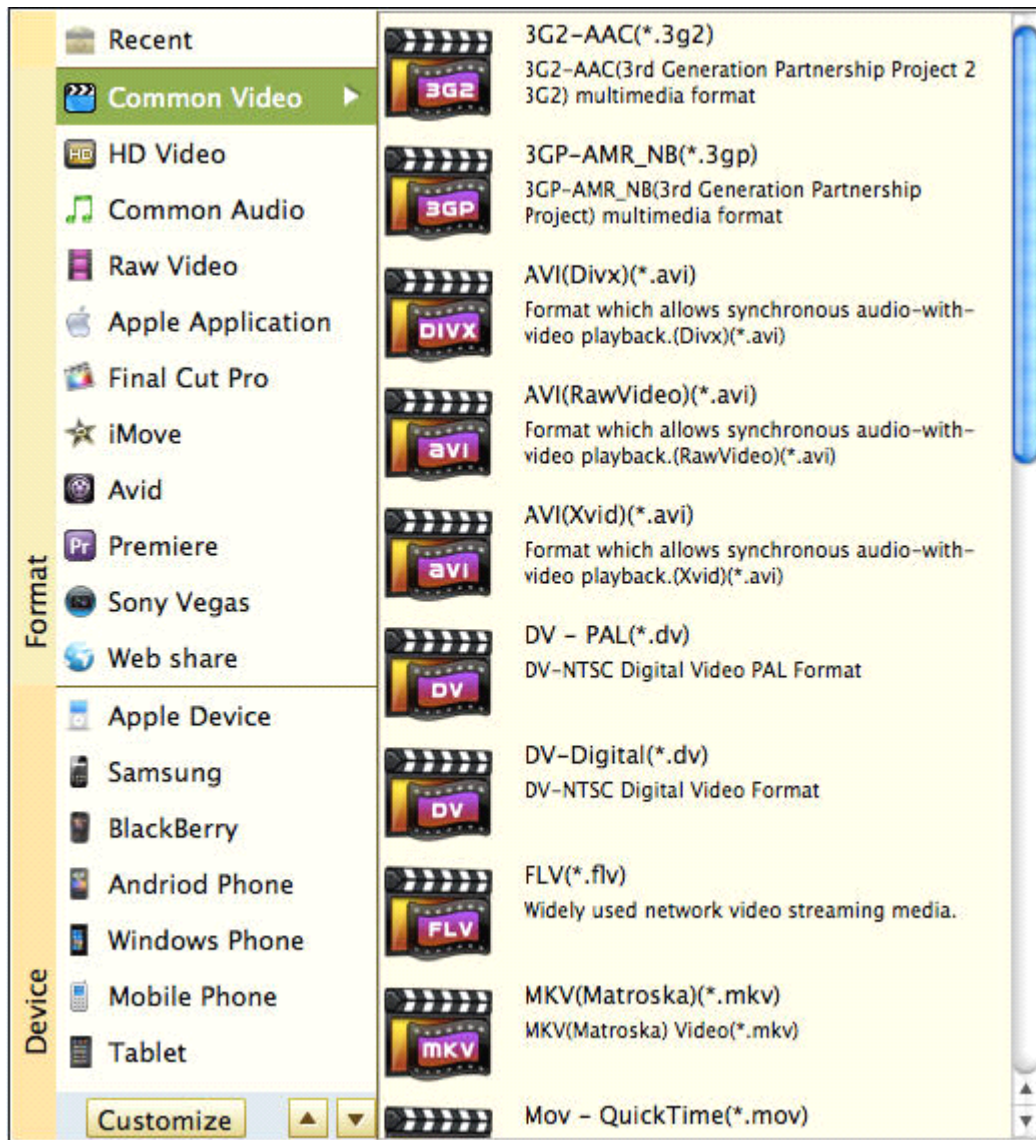 Recent
Format
Common Video
HD Video
Common Audio
Raw Video
Apple Application
Final Cut Pro
iMove
Avid
Pr
Premiere
Sony Vegas
Web share
Device
Apple Device
Samsung
BlackBerry
Andriod Phone
Windows Phone
Mobile Phone
Tablet
Customize
3G2
3G2-AAC(*.3g2)
3G2-AAC(3rd Generation Partnership Project 2
3G2) multimedia format
3GP
3GP-AMR_NB(*.3gp)
3GP-AMR_NB(3rd Generation Partnership
Project) multimedia format
DIVX
AVI(Divx)(*.avi)
Format which allows synchronous audio-with-
video playback.(Divx)(*.avi)
avi
AVI(RawVideo)(*.avi)
Format which allows synchronous audio-with-
video playback.(RawVideo)(*.avi)
avi
AVI(Xvid)(*.avi)
Format which allows synchronous audio-with-
video playback.(Xvid)(*.avi)
DV
DV - PAL(*.dv)
DV-NTSC Digital Video PAL Format
DV
DV-Digital(*.dv)
DV-NTSC Digital Video Format
FLV
FLV(*.flv)
Widely used network video streaming media.
mKV
MKV(Matroska)(*.mkv)
MKV(Matroska) Video(*.mkv)
Mov - QuickTime(*.mov)
HD